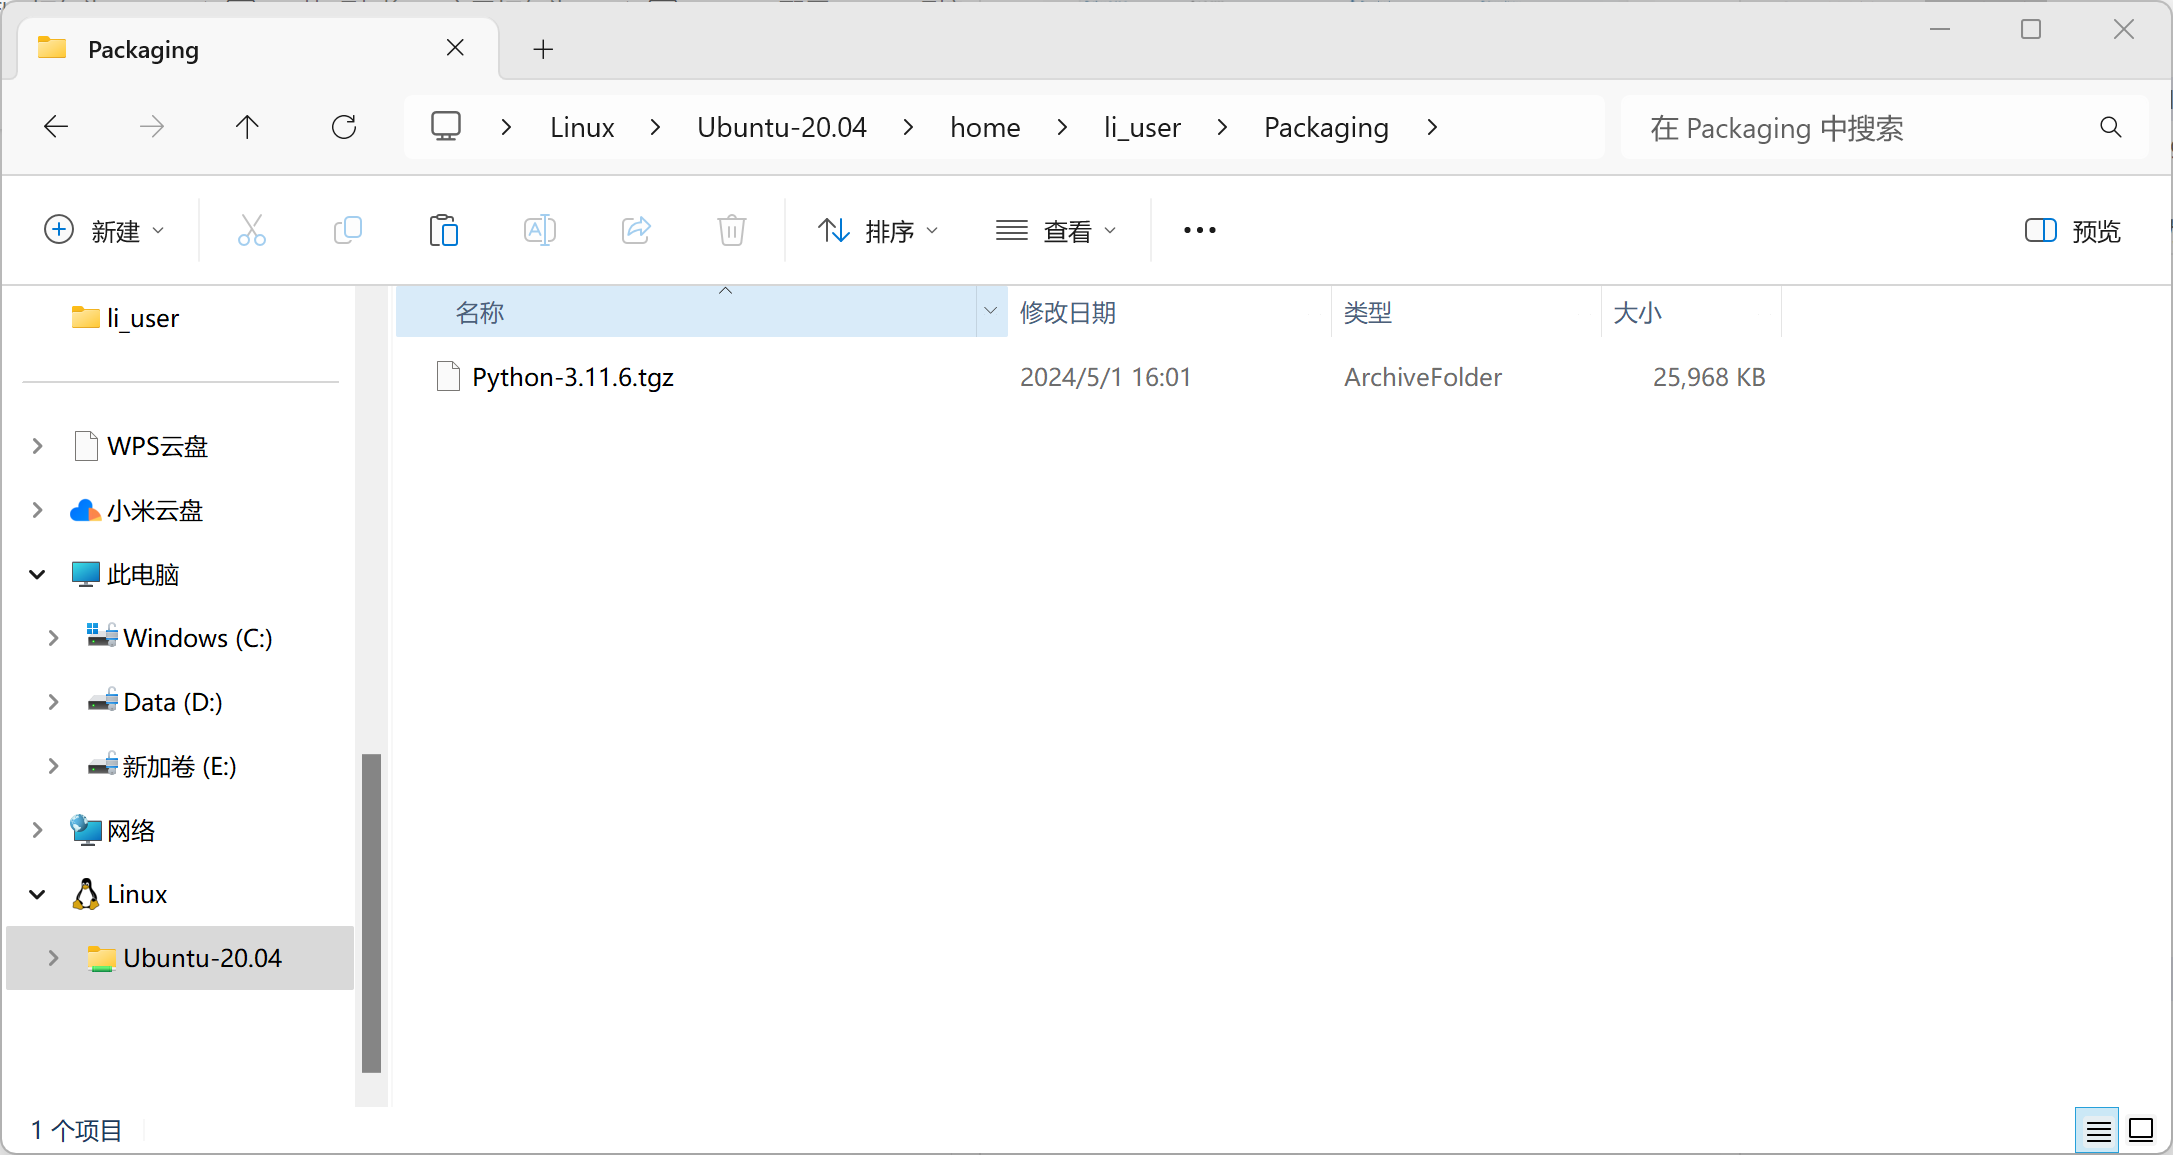 Packaging
Linux Ubuntu-20.04 home li_user Packaging
在 Packaging 中搜索
新建 排序 查看 预览
名称 修改日期 类型 大小
Python-3.11.6.tgz 2024/5/1 16:01 ArchiveFolder 25,968 KB
li_user
WPS云盘
小米云盘
此电脑
Windows (C:)
Data (D:)
新加卷 (E:)
网络
Linux
Ubuntu-20.04
1 个项目